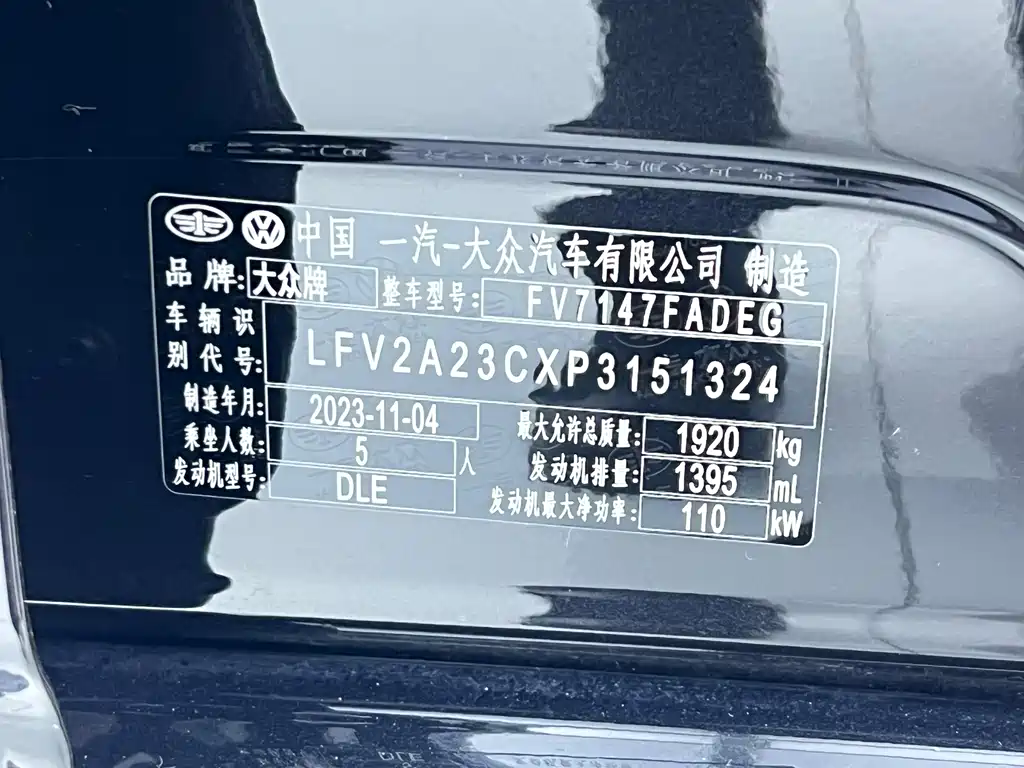 中国 一汽-大众汽车有限公司 制造
品牌: 大众牌 整车型号: FV7147FADEG
车辆识别代号: LFV2A23CXP3151324
制造年月: 2023-11-04 最大允许总质量: 1920 kg
乘坐人数: 5 人 发动机排量: 1395 mL
发动机型号: DLE 发动机最大净功率: 110 kW